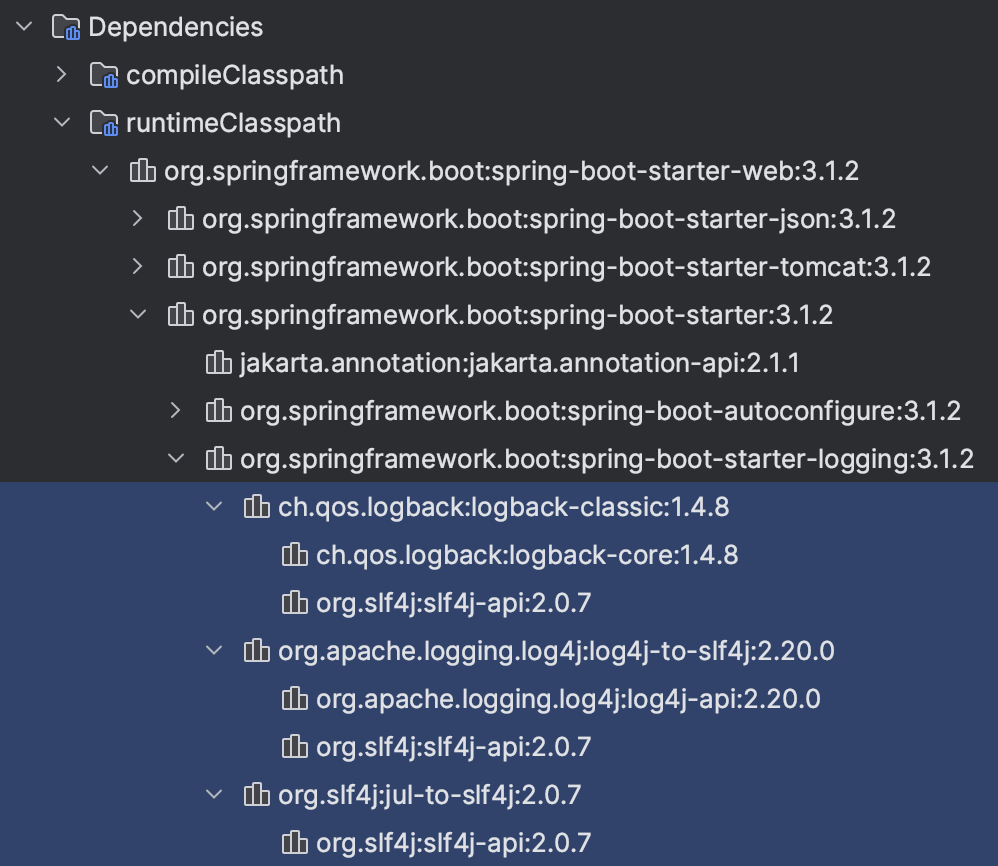 Dependencies
compileClasspath
runtimeClasspath
org.springframework.boot:spring-boot-starter-web:3.1.2
org.springframework.boot:spring-boot-starter-json:3.1.2
org.springframework.boot:spring-boot-starter-tomcat:3.1.2
org.springframework.boot:spring-boot-starter:3.1.2
jakarta.annotation:jakarta.annotation-api:2.1.1
org.springframework.boot:spring-boot-autoconfigure:3.1.2
org.springframework.boot:spring-boot-starter-logging:3.1.2
ch.qos.logback:logback-classic:1.4.8
ch.qos.logback:logback-core:1.4.8
org.slf4j:slf4j-api:2.0.7
org.apache.logging.log4j:log4j-to-slf4j:2.20.0
org.apache.logging.log4j:log4j-api:2.20.0
org.slf4j:slf4j-api:2.0.7
org.slf4j:jul-to-slf4j:2.0.7
org.slf4j:slf4j-api:2.0.7